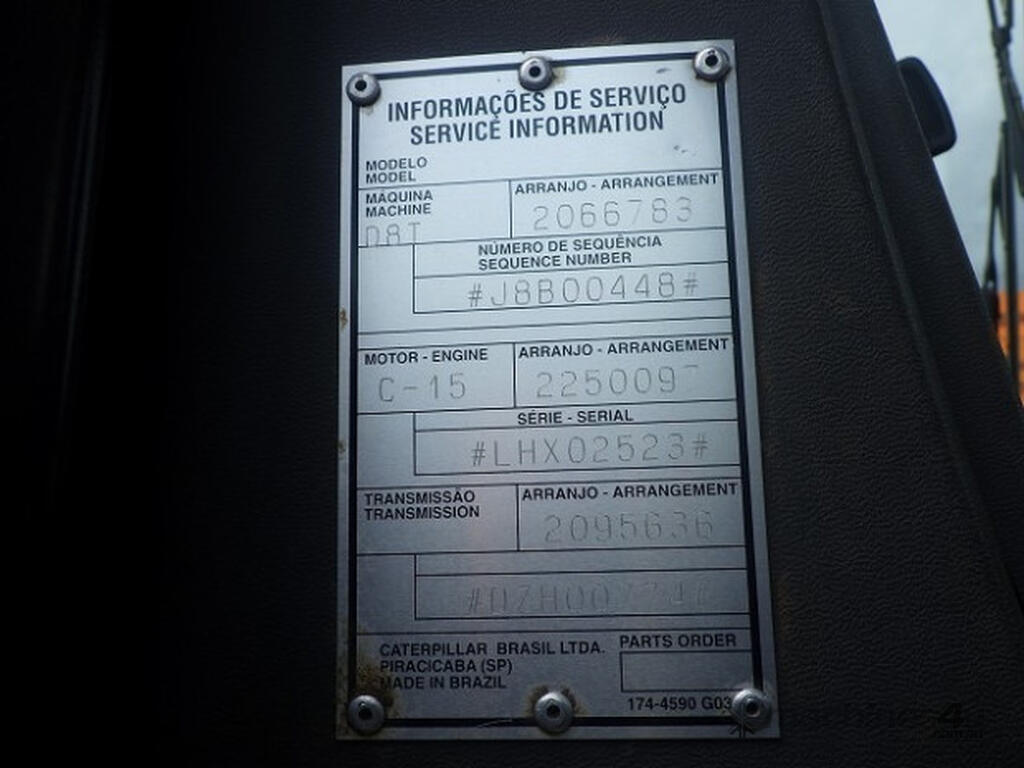 INFORMAÇÕES DE SERVIÇO
SERVICE INFORMATION
MODELO
MODEL
MÁQUINA
MACHINE
D8T
ARRANJO - ARRANGEMENT
2066783
NÚMERO DE SEQUÊNCIA
SEQUENCE NUMBER
#J8B00448#
MOTOR - ENGINE
C-15
ARRANJO - ARRANGEMENT
SÉRIE - SERIAL
#LHX02523#
TRANSMISSÃO
TRANSMISSION
ARRANJO - ARRANGEMENT
2095636
CATERPILLAR BRASIL LTDA.
PIRACICABA (SP)
MADE IN BRAZIL
PARTS ORDER
174-4590 G03